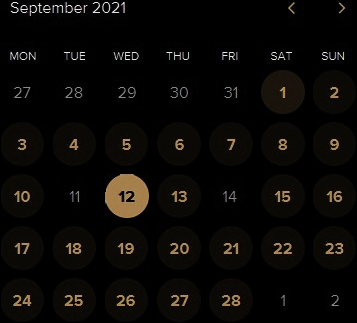 September 2021
MON TUE WED THU FRI SAT SUN
27 28 29 30 31 1 2
3 4 5 6 7 8 9
10 11 12 13 14 15 16
17 18 19 20 21 22 23
24 25 26 27 28 1 2